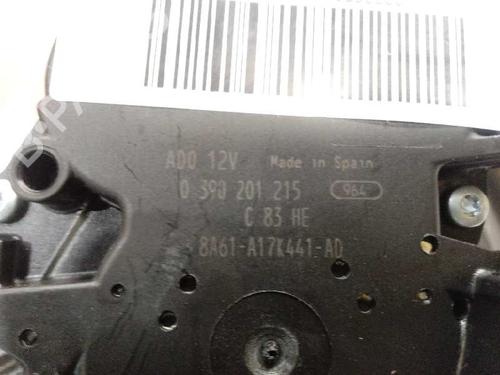 ADO 12V Made in Spain
0 390 201 215 964
C 83 HE
8A61-A17K441-AD